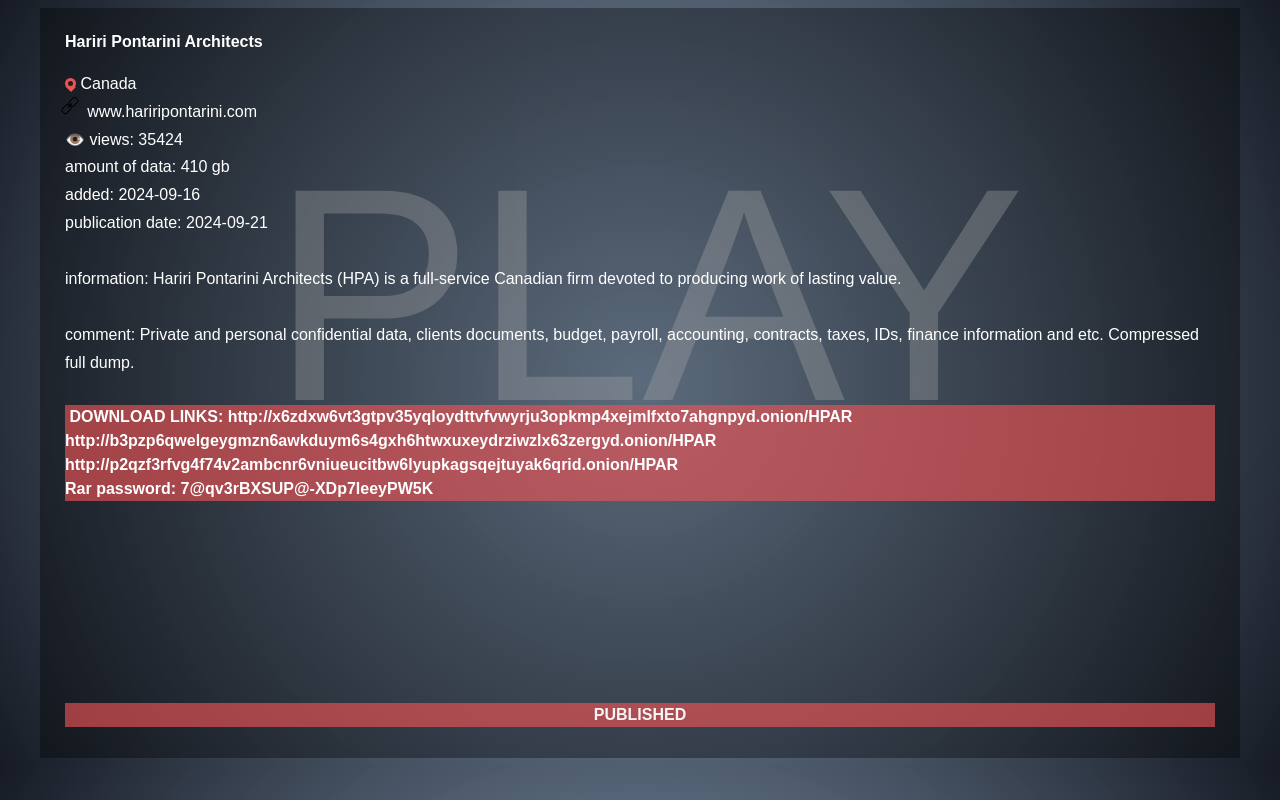 Hariri Pontarini Architects
Canada
www.hariripontarini.com
views: 35424
amount of data: 410 gb
added: 2024-09-16
publication date: 2024-09-21
PLAY
information: Hariri Pontarini Architects (HPA) is a full-service Canadian firm devoted to producing work of lasting value.
comment: Private and personal confidential data, clients documents, budget, payroll, accounting, contracts, taxes, IDs, finance information and etc. Compressed
full dump.
DOWNLOAD LINKS: http://x6zdxw6vt3gtpv35yqloydttvfvwyrju3opkmp4xejmlfxto7ahgnpyd.onion/HPAR
http://b3pzp6qwelgeygmzn6awkduym6s4gxh6htwxuxeydrziwzlx63zergyd.onion/HPAR
http://p2qzf3rfvg4f74v2ambcnr6vniueucitbw6lyupkagsqejtuyak6qrid.onion/HPAR
Rar password: 7@qv3rBXSUP@-XDp7leeyPW5K
PUBLISHED